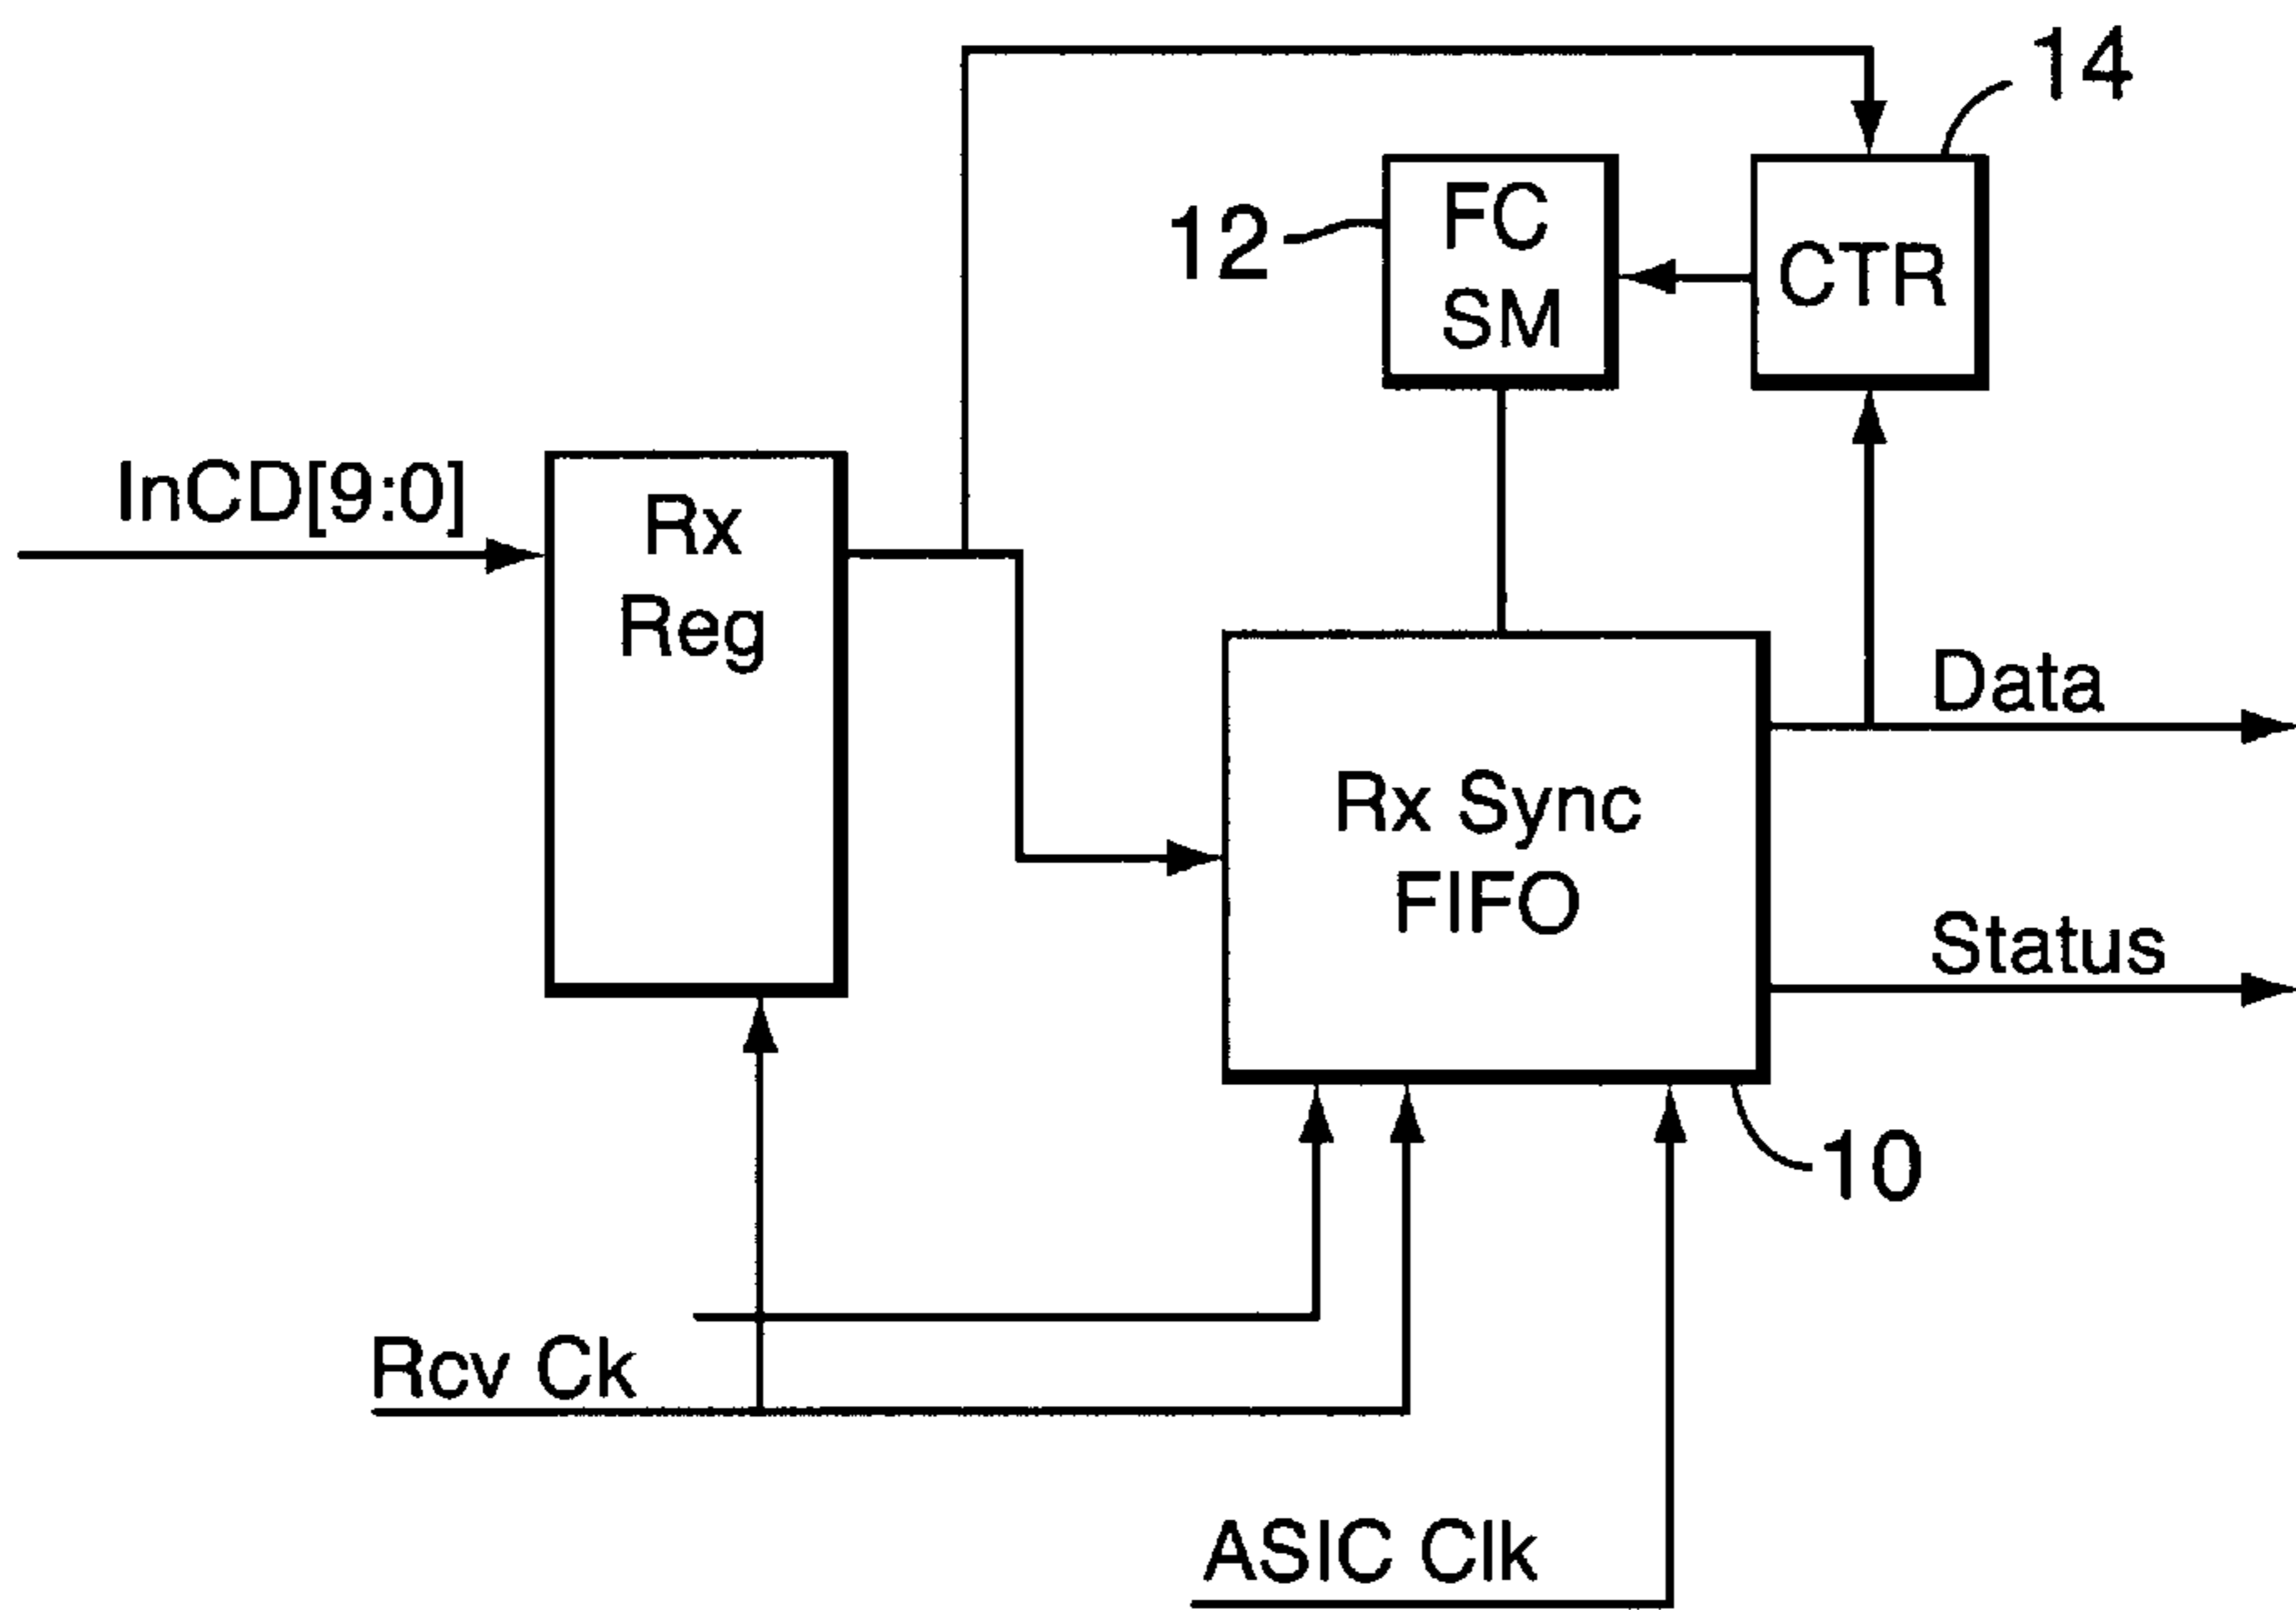 14
12
FC
SM
CTR
InCD[9:0]
Rx
Reg
Data
Rx Sync
FIFO
Status
10
Rcv Ck
ASIC Clk